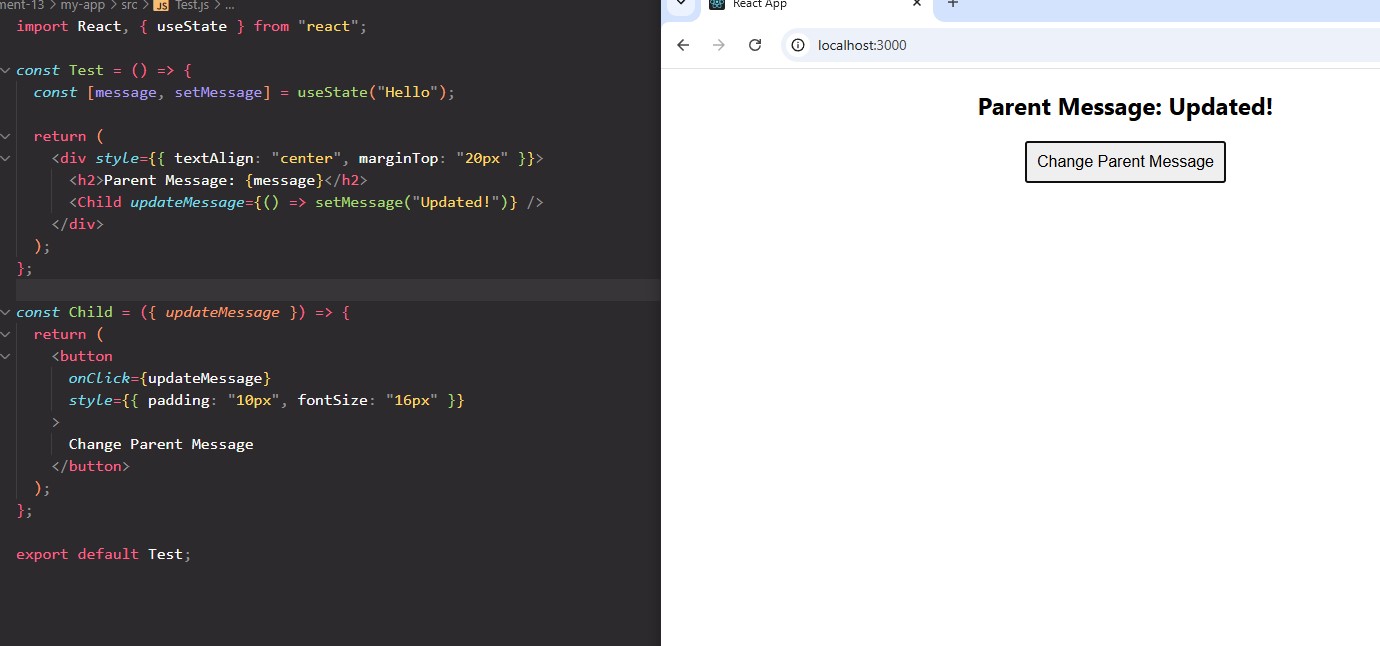 ment-13 > my-app > src > JS Test.js > ...
import React, { useState } from "react";
const Test = () => {
const [message, setMessage] = useState("Hello");
return (
<div style={{ textAlign: "center", marginTop: "20px" }}>
<h2>Parent Message: {message}</h2>
<Child updateMessage={() => setMessage("Updated!")} />
</div>
);
};
const Child = ({ updateMessage }) => {
return (
<button
onClick={updateMessage}
style={{ padding: "10px", fontSize: "16px" }}
>
Change Parent Message
</button>
);
};
export default Test;
React App
localhost:3000
Parent Message: Updated!
Change Parent Message